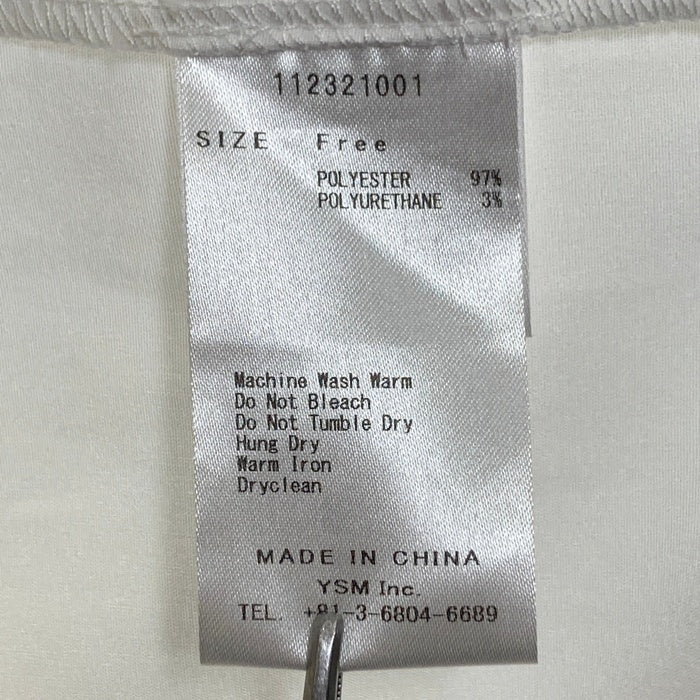 112321001
SIZE Free
POLYESTER 97%
POLYURETHANE 3%
Machine Wash Warm
Do Not Bleach
Do Not Tumble Dry
Hung Dry
Warm Iron
Dryclean
MADE IN CHINA
YSM Inc.
TEL. +81-3-6804-6689